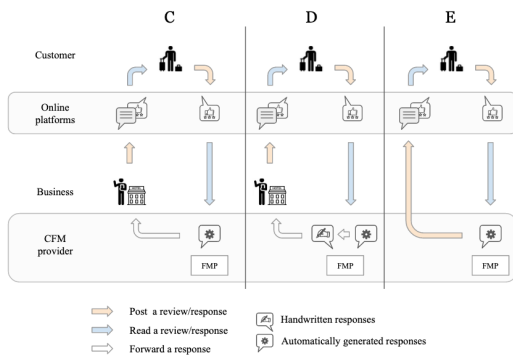 C D E
Customer
Online
platforms
Business
CFM
provider
FMP FMP FMP
Post a review/response
Read a review/response
Forward a response
Handwritten responses
Automatically generated responses